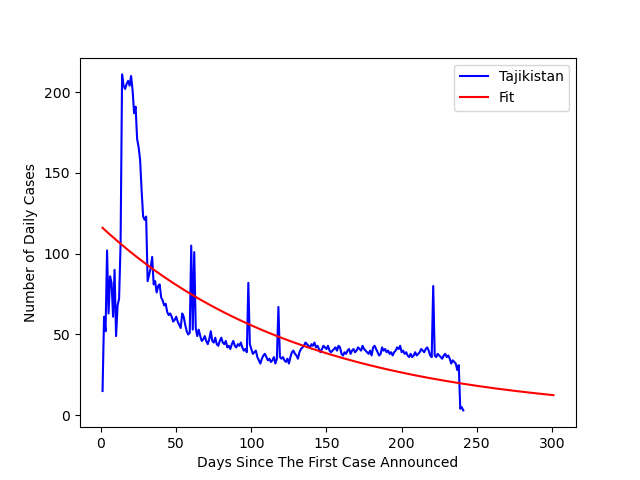 Tajikistan
Fit
Number of Daily Cases
200
150
100
50
0
0 50 100 150 200 250 300
Days Since The First Case Announced